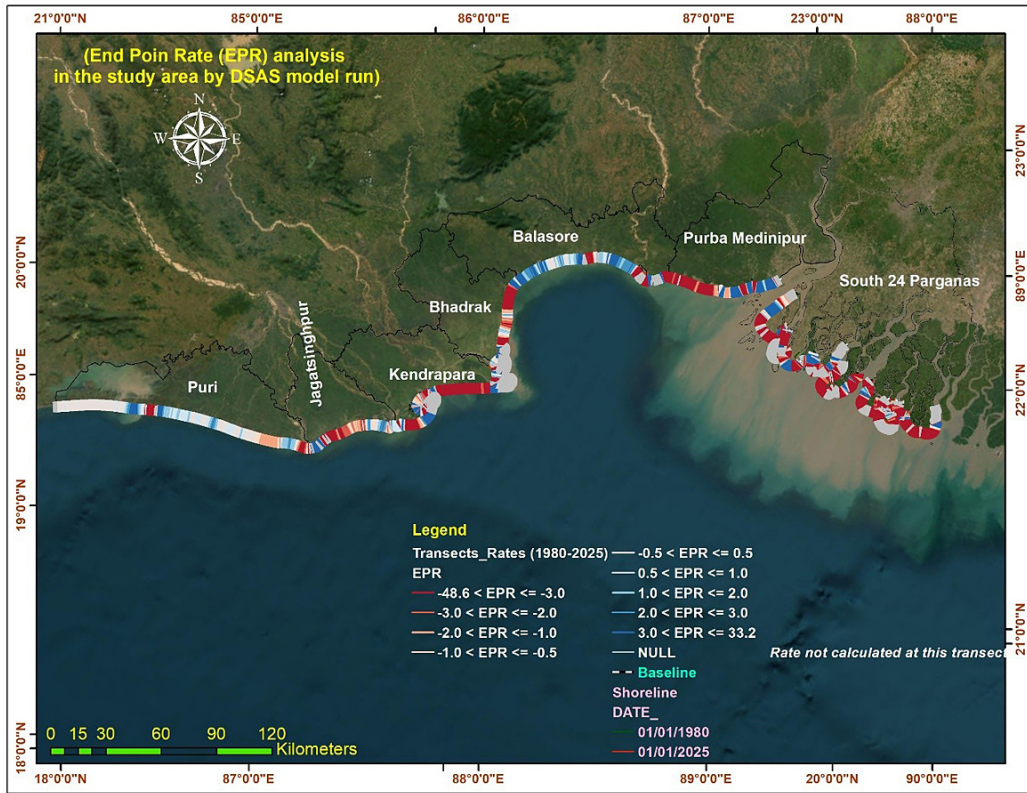 21°0'0"N 85°0'0"E 86°0'0"E 87°0'0"E 23°0'0"N 88°0'0"E
(End Poin Rate (EPR) analysis
in the study area by DSAS model run)
N
W E
S
23°0'0"N
20°0'0"N
89°0'0"E
85°0'0"E
22°0'0"N
19°0'0"N
21°0'0"N
18°0'0"N
Balasore
Purba Medinipur
South 24 Parganas
Bhadrak
Jagatsinghpur
Kendrapara
Puri
Legend
Transects_Rates (1980-2025)
EPR
-48.6 < EPR <= -3.0
-3.0 < EPR <= -2.0
-2.0 < EPR <= -1.0
-1.0 < EPR <= -0.5
-0.5 < EPR <= 0.5
0.5 < EPR <= 1.0
1.0 < EPR <= 2.0
2.0 < EPR <= 3.0
3.0 < EPR <= 33.2
NULL
Rate not calculated at this transect
Baseline
Shoreline
DATE_
01/01/1980
01/01/2025
0 15 30 60 90 120
Kilometers
18°0'0"E 87°0'0"E 88°0'0"E 89°0'0"E 20°0'0"N 90°0'0"E